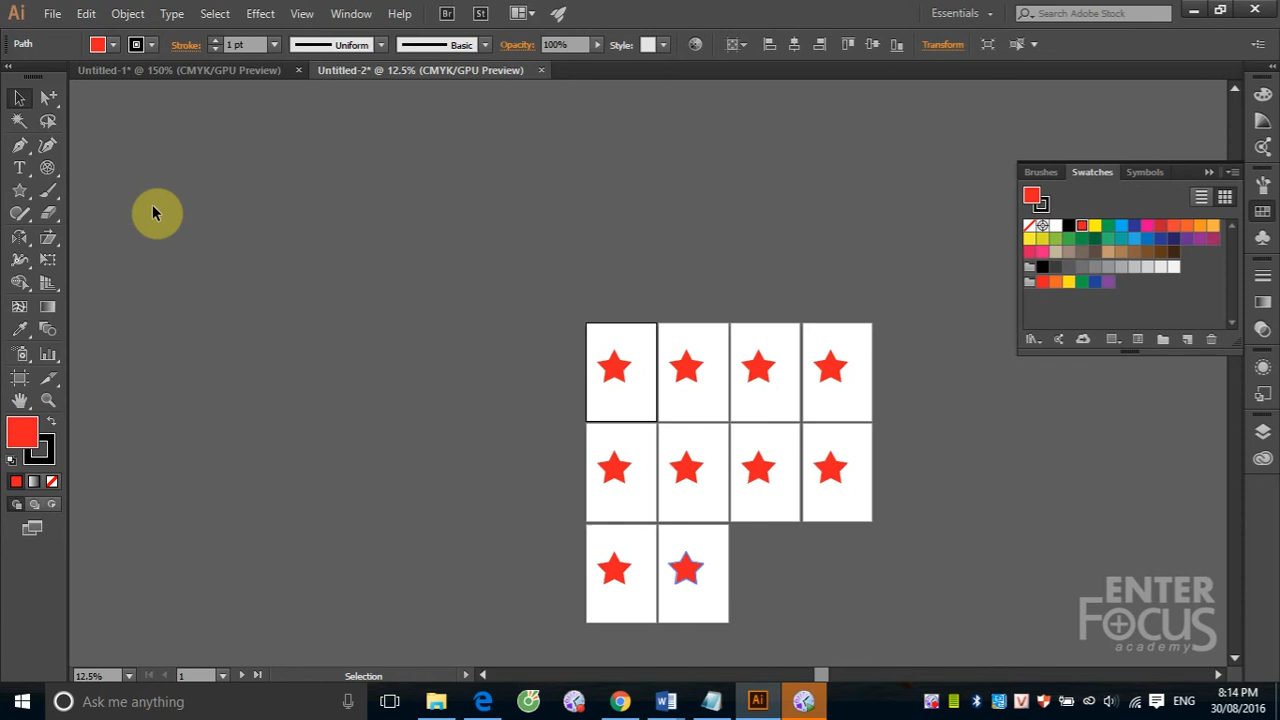 Ai File Edit Object Type Select Effect View Window Help Br St Essentials Search Adobe Stock
Path Stroke: 1 pt Uniform Basic Opacity: 100% Style: Transform
Untitled-1* @ 150% (CMYK/GPU Preview) × Untitled-2* @ 12.5% (CMYK/GPU Preview) ×
Brushes Swatches Symbols
ENTER
FOCUS
academy
12.5% 1 Selection
Ask me anything Ai ENG 8:14 PM
30/08/2016